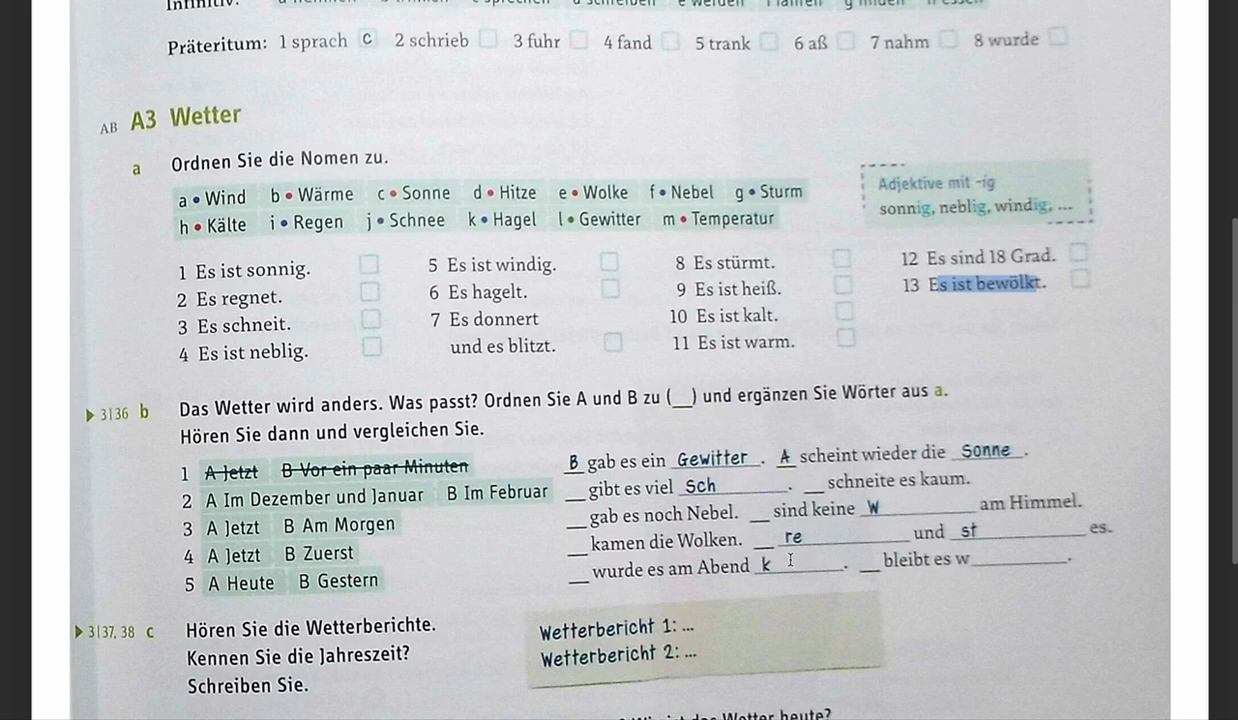 Infinitiv:
Präteritum: 1 sprach c 2 schrieb 3 fuhr 4 fand 5 trank 6 aß 7 nahm 8 wurde
AB A3 Wetter
a Ordnen Sie die Nomen zu.
a • Wind b • Wärme c • Sonne d • Hitze e • Wolke f • Nebel g • Sturm
h • Kälte i • Regen j • Schnee k • Hagel l • Gewitter m • Temperatur
Adjektive mit -ig
sonnig, neblig, windig, ...
1 Es ist sonnig.
2 Es regnet.
3 Es schneit.
4 Es ist neblig.
5 Es ist windig.
6 Es hagelt.
7 Es donnert
und es blitzt.
8 Es stürmt.
9 Es ist heiß.
10 Es ist kalt.
11 Es ist warm.
12 Es sind 18 Grad.
13 Es ist bewölkt.
▶ 3|36 b Das Wetter wird anders. Was passt? Ordnen Sie A und B zu (__) und ergänzen Sie Wörter aus a.
Hören Sie dann und vergleichen Sie.
1 A Jetzt B Vor ein paar Minuten B gab es ein Gewitter. A scheint wieder die Sonne.
2 A Im Dezember und Januar B Im Februar __ gibt es viel Sch______. __ schneite es kaum.
3 A Jetzt B Am Morgen __ gab es noch Nebel. __ sind keine W______ am Himmel.
4 A Jetzt B Zuerst __ kamen die Wolken. __ re______ und st______ es.
5 A Heute B Gestern __ wurde es am Abend k______. __ bleibt es w______.
▶ 3|37, 38 c Hören Sie die Wetterberichte.
Kennen Sie die Jahreszeit?
Schreiben Sie.
Wetterbericht 1: ...
Wetterbericht 2: ...
das Wetter heute?